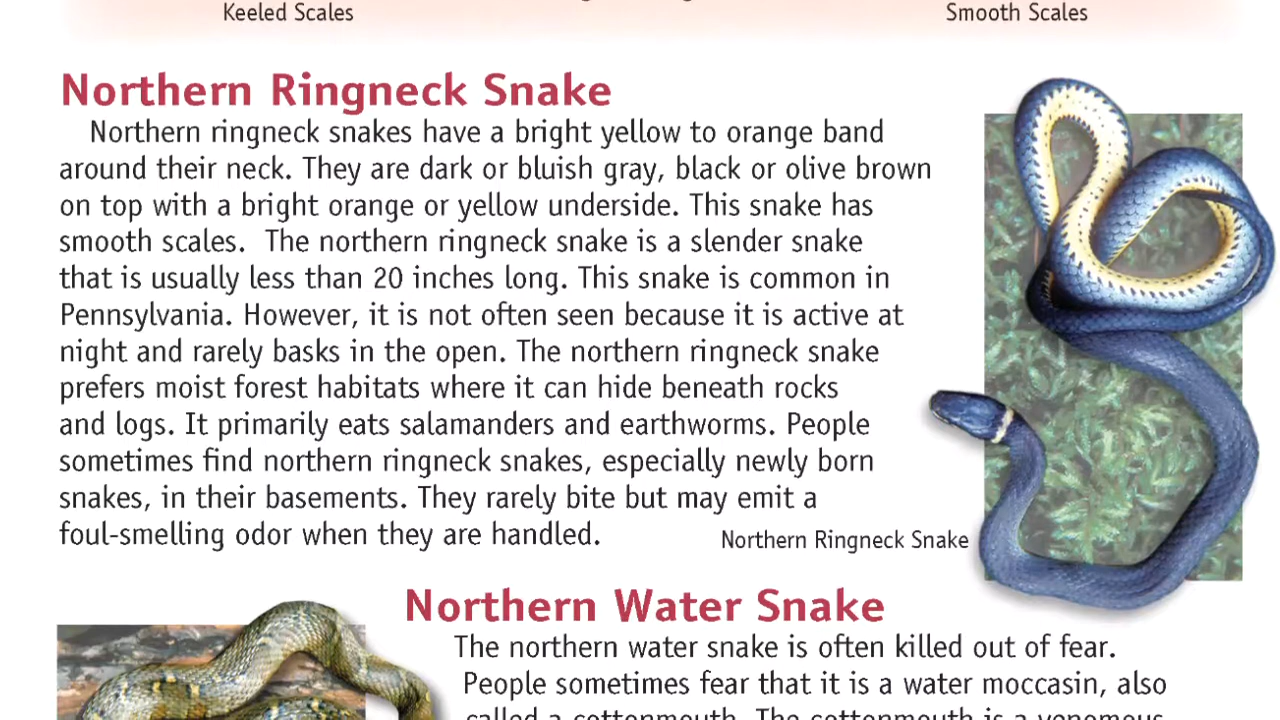 Keeled Scales
Smooth Scales
Northern Ringneck Snake
Northern ringneck snakes have a bright yellow to orange band
around their neck. They are dark or bluish gray, black or olive brown
on top with a bright orange or yellow underside. This snake has
smooth scales.  The northern ringneck snake is a slender snake
that is usually less than 20 inches long. This snake is common in
Pennsylvania. However, it is not often seen because it is active at
night and rarely basks in the open. The northern ringneck snake
prefers moist forest habitats where it can hide beneath rocks
and logs. It primarily eats salamanders and earthworms. People
sometimes find northern ringneck snakes, especially newly born
snakes, in their basements. They rarely bite but may emit a
foul-smelling odor when they are handled.
Northern Ringneck Snake
Northern Water Snake
The northern water snake is often killed out of fear.
People sometimes fear that it is a water moccasin, also
called a cottonmouth. The cottonmouth is a venomous